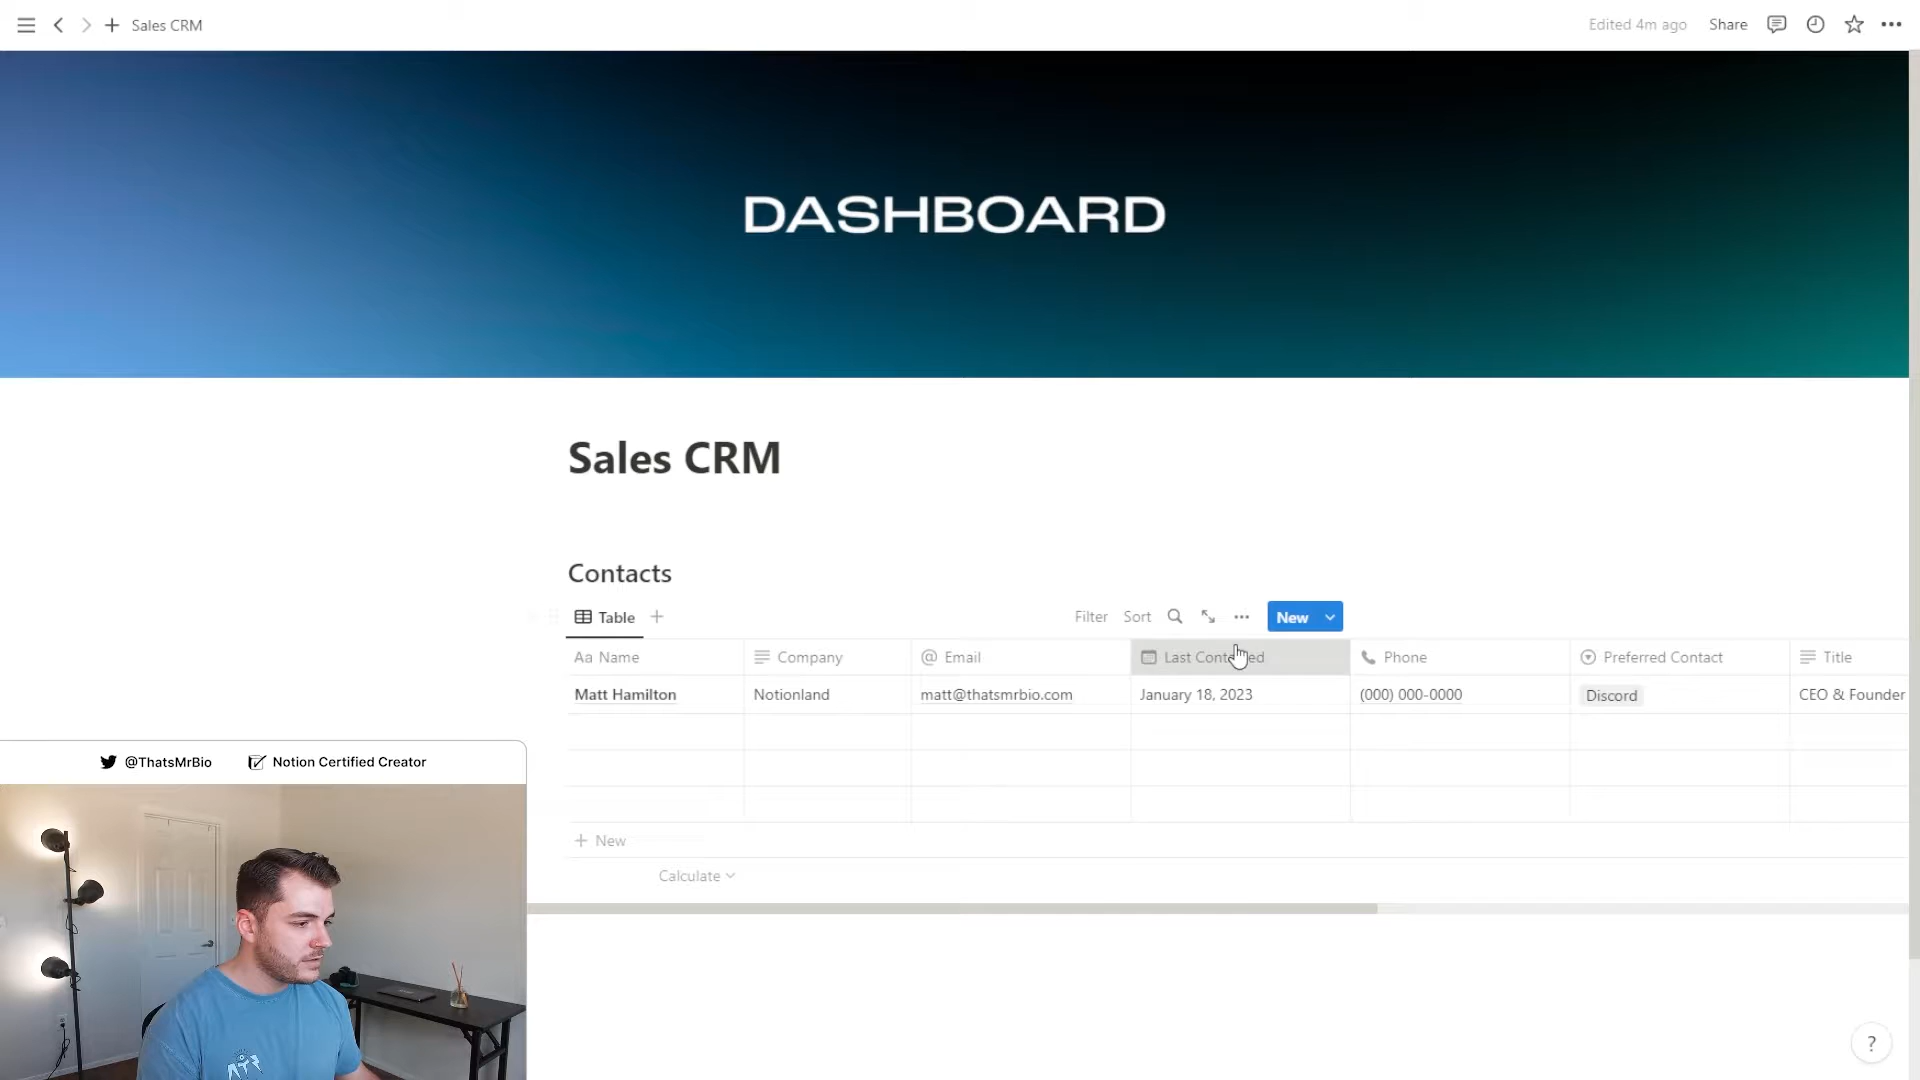 Sales CRM
Edited 4m ago Share
DASHBOARD
Sales CRM
Contacts
Table Filter Sort New
Aa Name Company @ Email Last Phone Preferred Contact Title
Matt Hamilton Notionland matt@thatsmrbio.com January 18, 2023 (000) 000-0000 Discord CEO & Founder
+ New
Calculate
@ThatsMrBio Notion Certified Creator
?